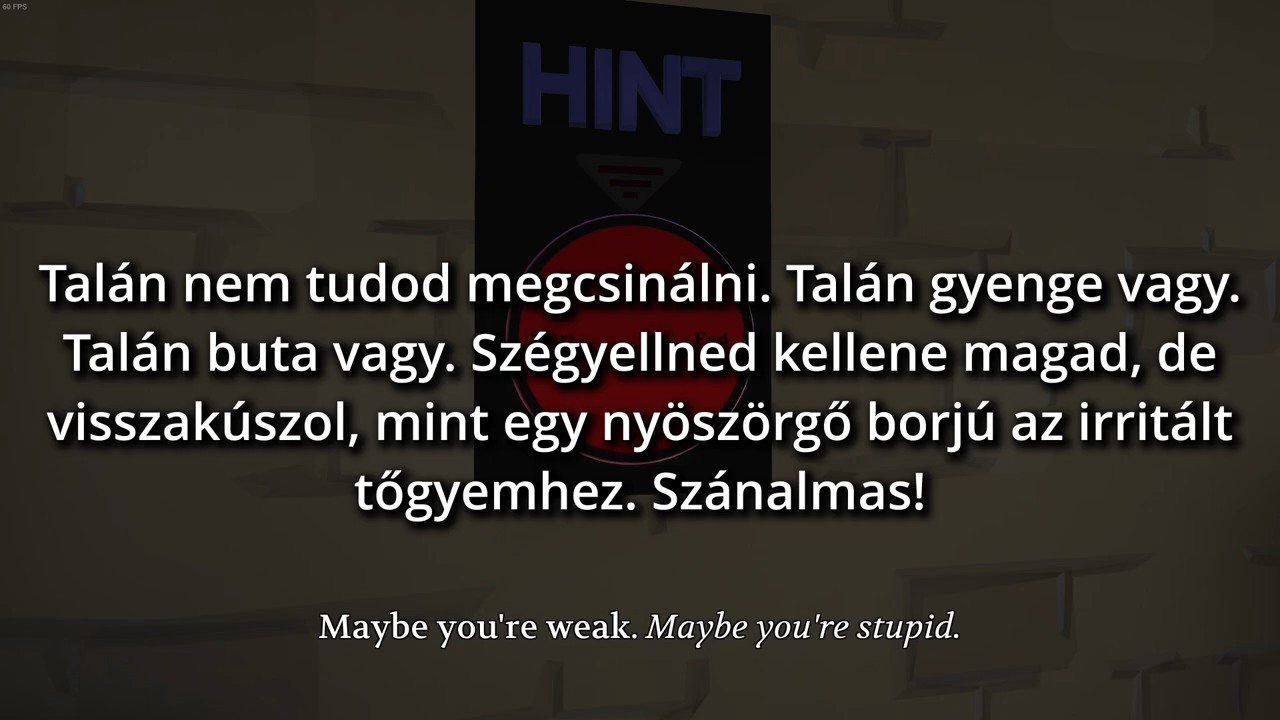 60 FPS
HINT
Talán nem tudod megcsinálni. Talán gyenge vagy.
Talán buta vagy. Szégyellned kellene magad, de
visszakúszol, mint egy nyöszörgő borjú az irritált
tőgyemhez. Szánalmas!
Maybe you're weak. Maybe you're stupid.